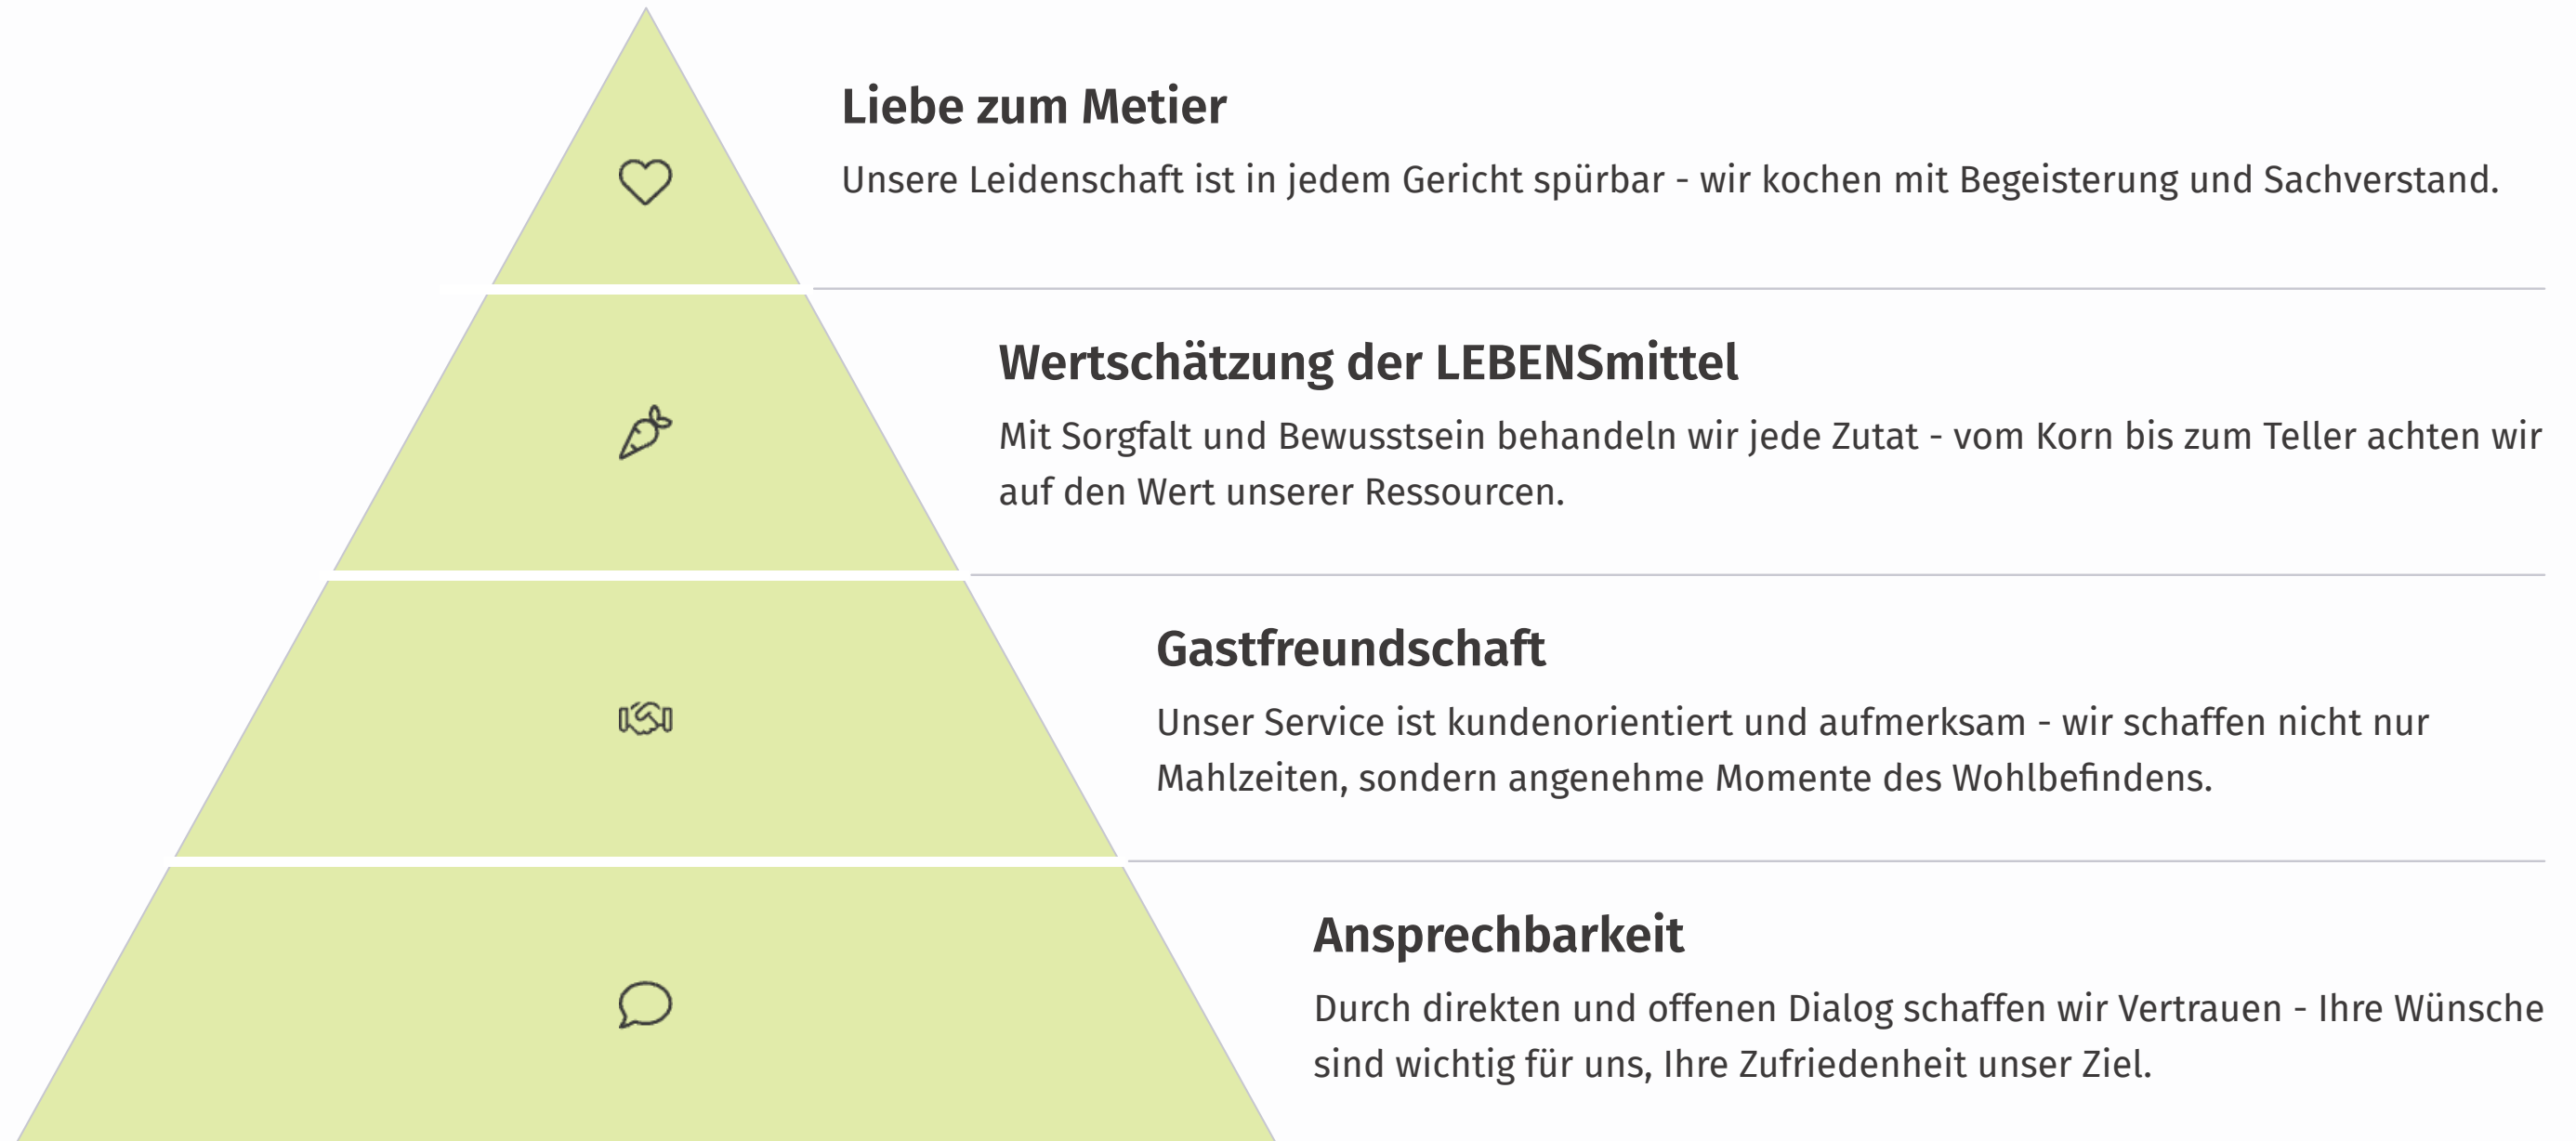 Liebe zum Metier
Unsere Leidenschaft ist in jedem Gericht spürbar - wir kochen mit Begeisterung und Sachverstand.
Wertschätzung der LEBENSmittel
Mit Sorgfalt und Bewusstsein behandeln wir jede Zutat - vom Korn bis zum Teller achten wir
auf den Wert unserer Ressourcen.
Gastfreundschaft
Unser Service ist kundenorientiert und aufmerksam - wir schaffen nicht nur
Mahlzeiten, sondern angenehme Momente des Wohlbefindens.
Ansprechbarkeit
Durch direkten und offenen Dialog schaffen wir Vertrauen - Ihre Wünsche
sind wichtig für uns, Ihre Zufriedenheit unser Ziel.